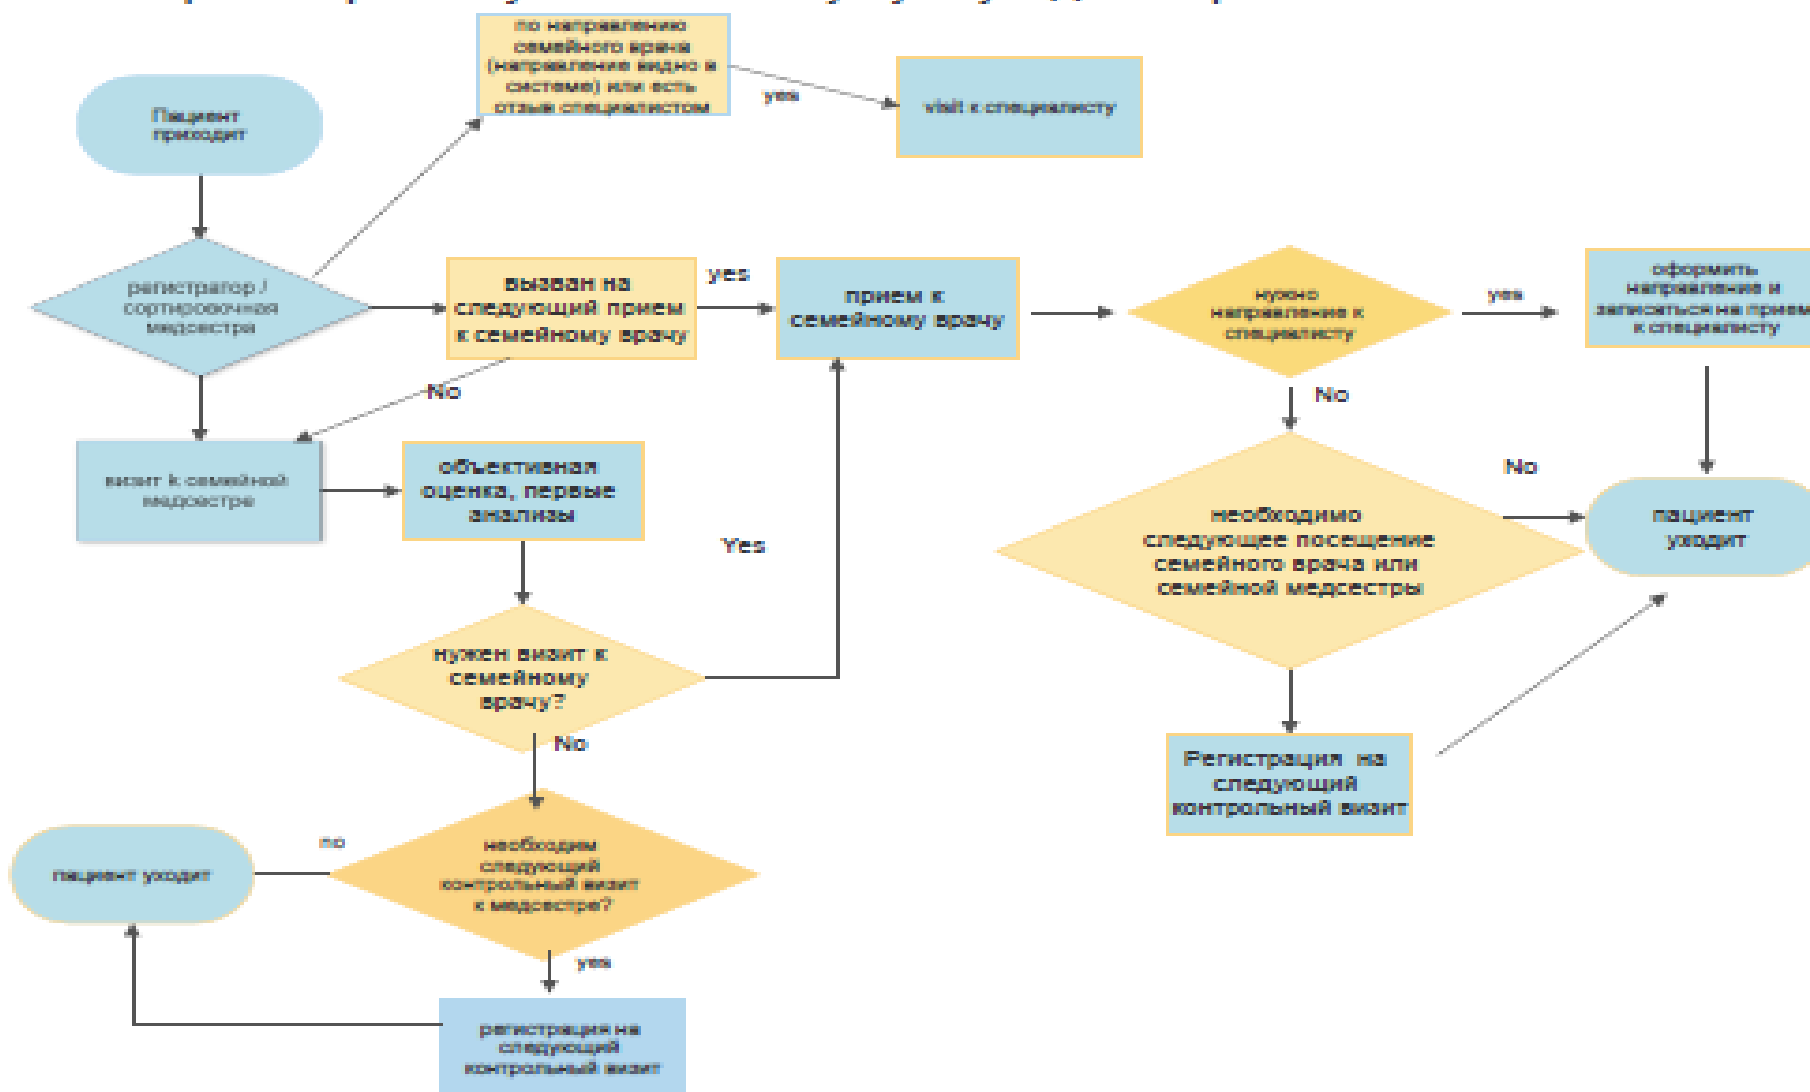 по направлению
семейного врача
(направление видно в
системе) или есть
отзыв специалистом
yes
visit к специалисту
Пациент
приходит
регистратор /
сортировочная
медсестра
вызван на
следующий прием
к семейному врачу
yes
No
прием к
семейному врачу
нужно
направление к
специалисту
yes
оформить
направление и
записаться на прием
к специалисту
No
визит k семейной
медсестре
объективная
оценка, первые
анализы
Yes
нужен визит к
семейному
врачу?
No
необходимо
следующее посещение
семейного врача или
семейной медсестры
No
пациент
уходит
Регистрация на
следующий
контрольный визит
необходим
следующий
контрольный визит
к медсестре?
no
пациент уходит
yes
регистрация на
следующий
контрольный визит